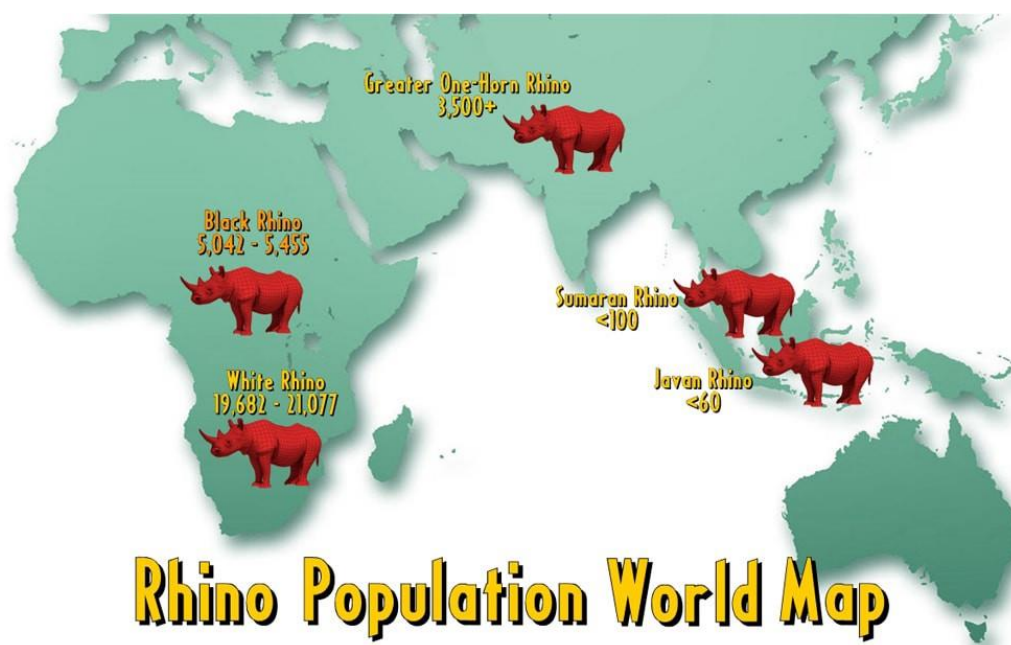 Greater One-Horn Rhino
3,500+
Black Rhino
5,042 - 5,455
Sumaran Rhino
<100
White Rhino
19,682 - 21,077
Javan Rhino
<60
Rhino Population World Map